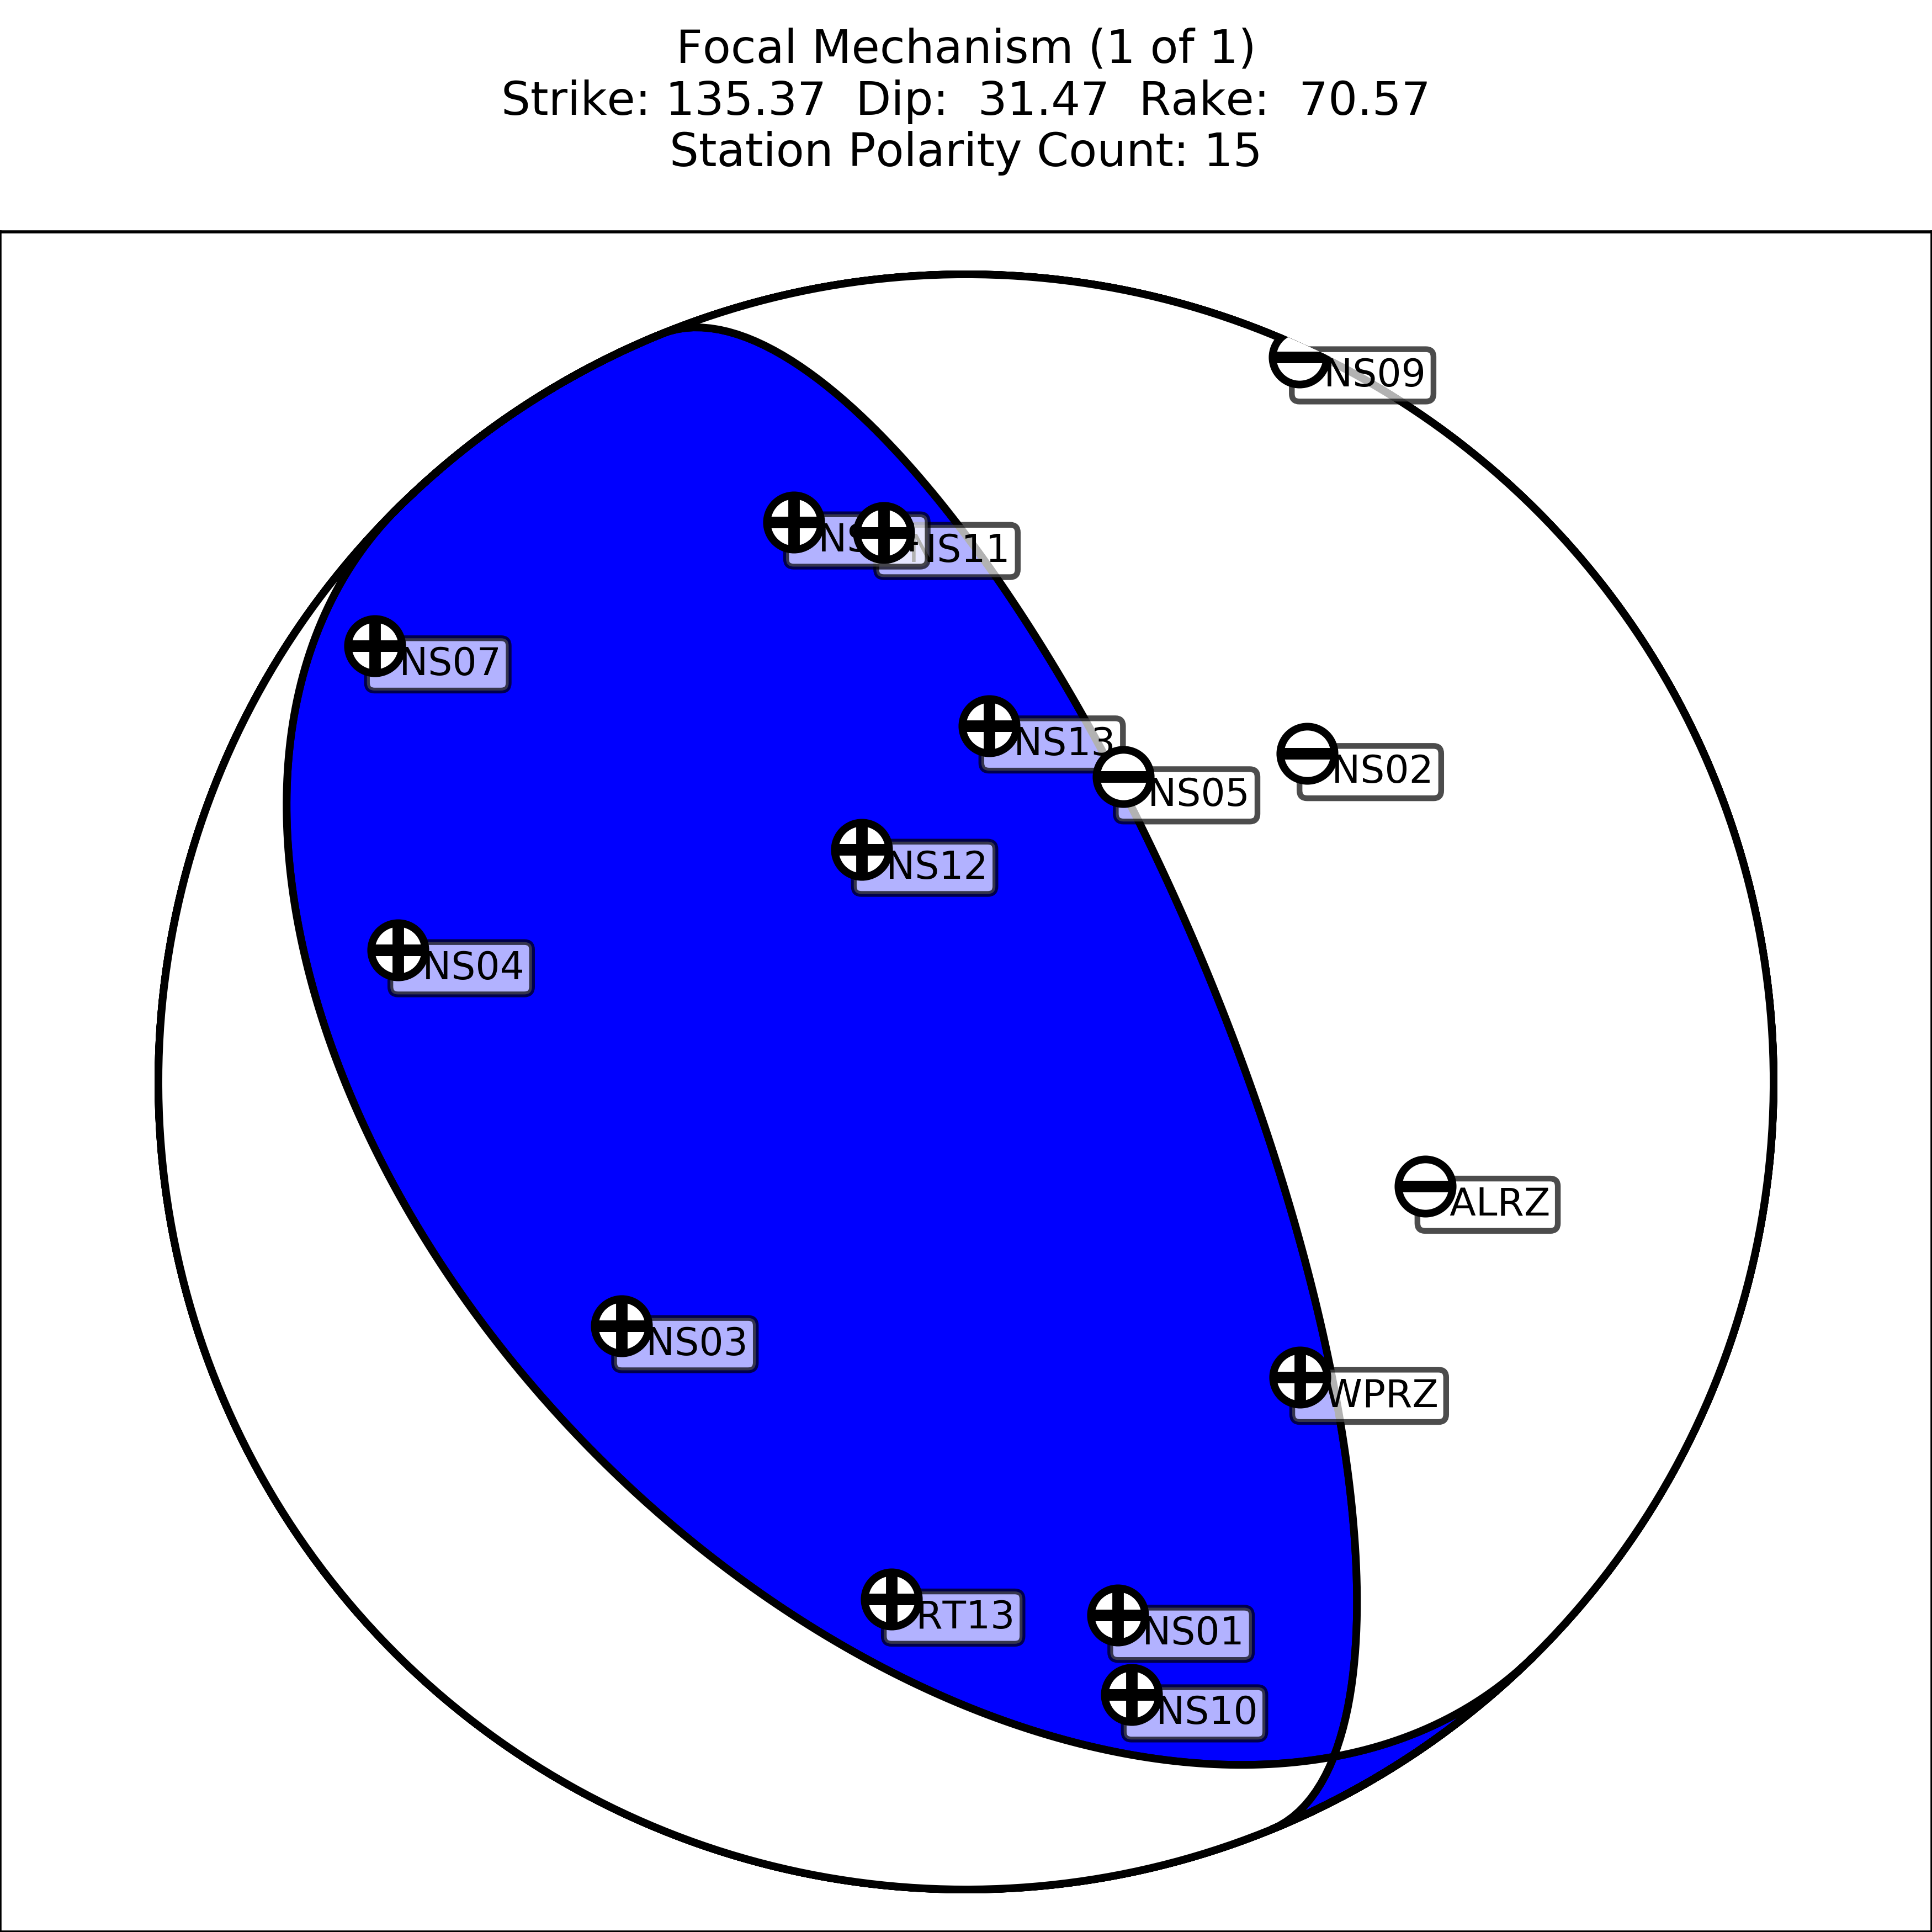 Focal Mechanism (1 of 1)
Strike: 135.37 Dip: 31.47 Rake: 70.57
Station Polarity Count: 15
NS09
NS11
NS07
NS13
NS02
NS05
NS12
NS04
ALRZ
NS03
WPRZ
RT13
NS01
NS10